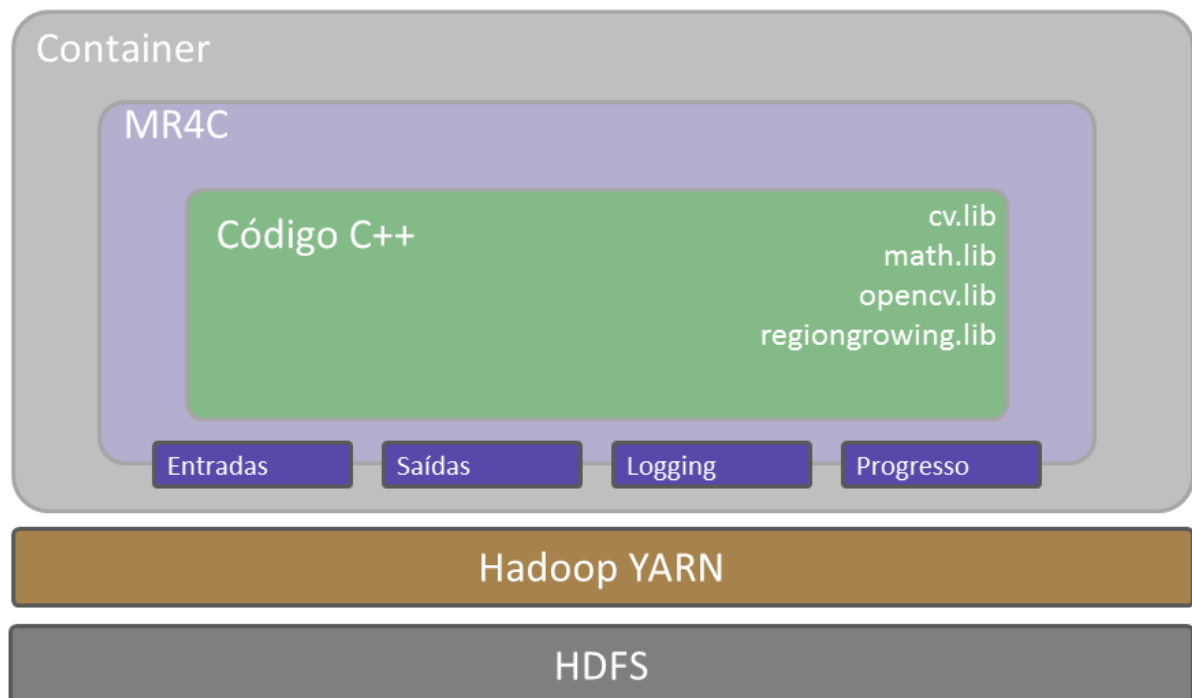 Container
MR4C
Código C++
cv.lib
math.lib
opencv.lib
regiongrowing.lib
Entradas
Saídas
Logging
Progresso
Hadoop YARN
HDFS